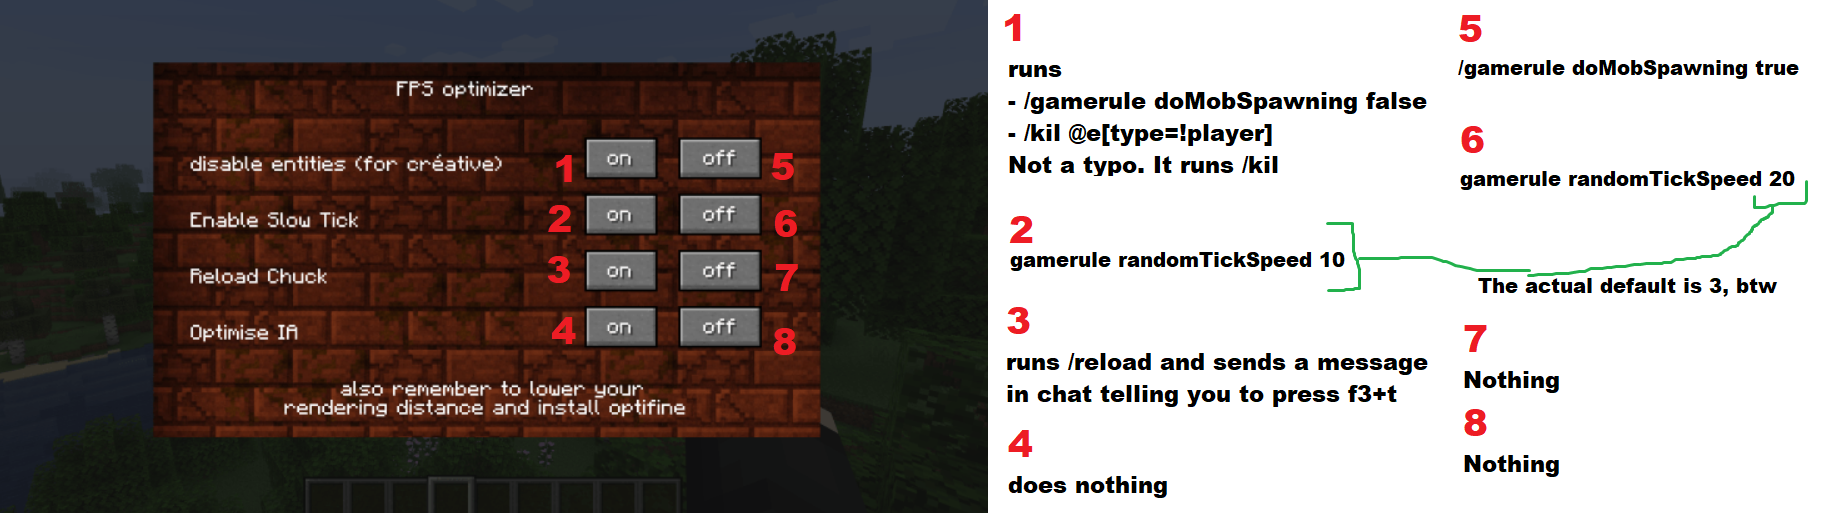 FPS optimizer
disable entities (for créative)
1
on
off
5
Enable Slow Tick
2
on
off
6
Reload Chuck
3
on
off
7
Optimise IA
4
on
off
8
also remember to lower your
rendering distance and install optifine
1
runs
- /gamerule doMobSpawning false
- /kil @e[type=!player]
Not a typo. It runs /kil
2
gamerule randomTickSpeed 10
3
runs /reload and sends a message
in chat telling you to press f3+t
4
does nothing
5
/gamerule doMobSpawning true
6
gamerule randomTickSpeed 20
The actual default is 3, btw
7
Nothing
8
Nothing